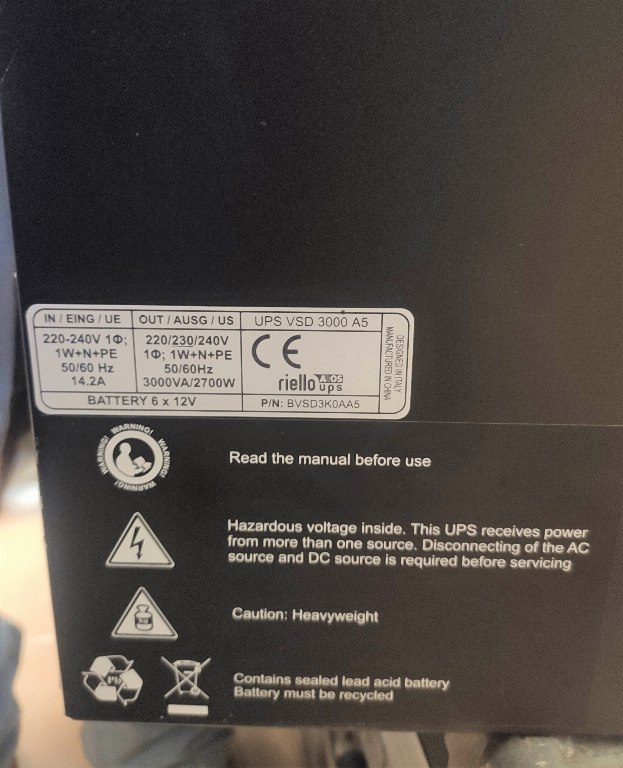 IN / EING / UE
220-240V 1Φ;
1W+N+PE
50/60 Hz
14.2A
OUT / AUSG / US
220/230/240V
1Φ; 1W+N+PE
50/60Hz
3000VA/2700W
BATTERY 6 x 12V
UPS VSD 3000 A5
CE
riello ups
P/N: BVSD3K0AA5
DESIGNED IN ITALY
MANUFACTURED IN CHINA
WARNING! WARNING! WARNING! WARNING!
Read the manual before use
Hazardous voltage inside. This UPS receives power
from more than one source. Disconnecting of the AC
source and DC source is required before servicing
KG
Caution: Heavyweight
Pb
Contains sealed lead acid battery
Battery must be recycled